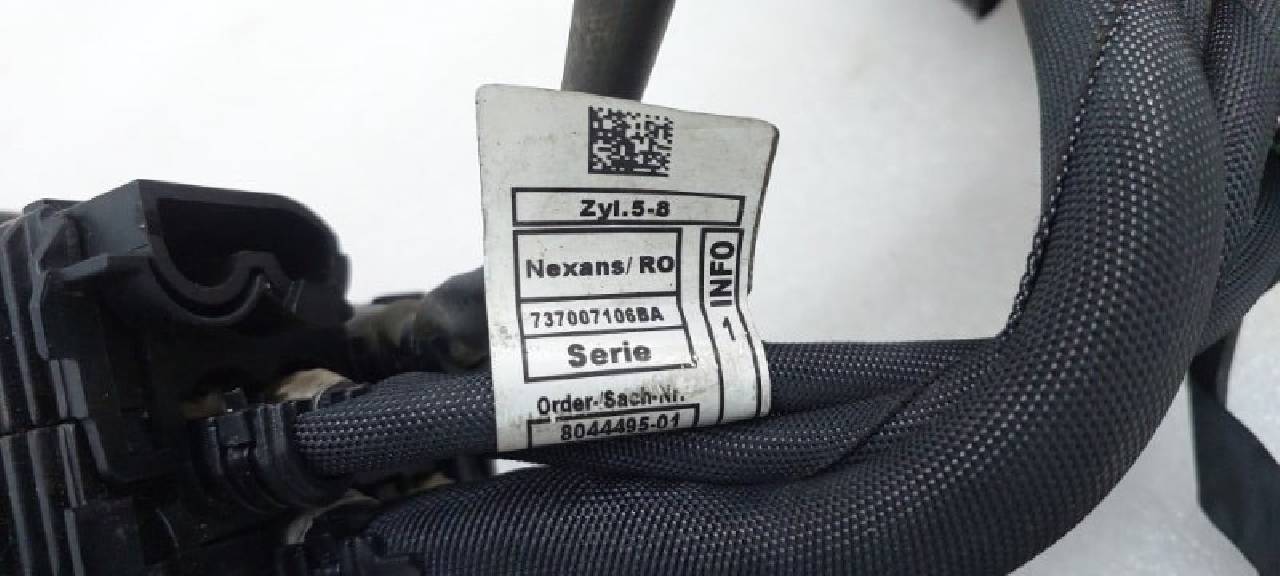 Zyl.5-8
Nexans/ RO
737007106BA
Serie
1 INFO
Order-/Sach-Nr.
8044495-01